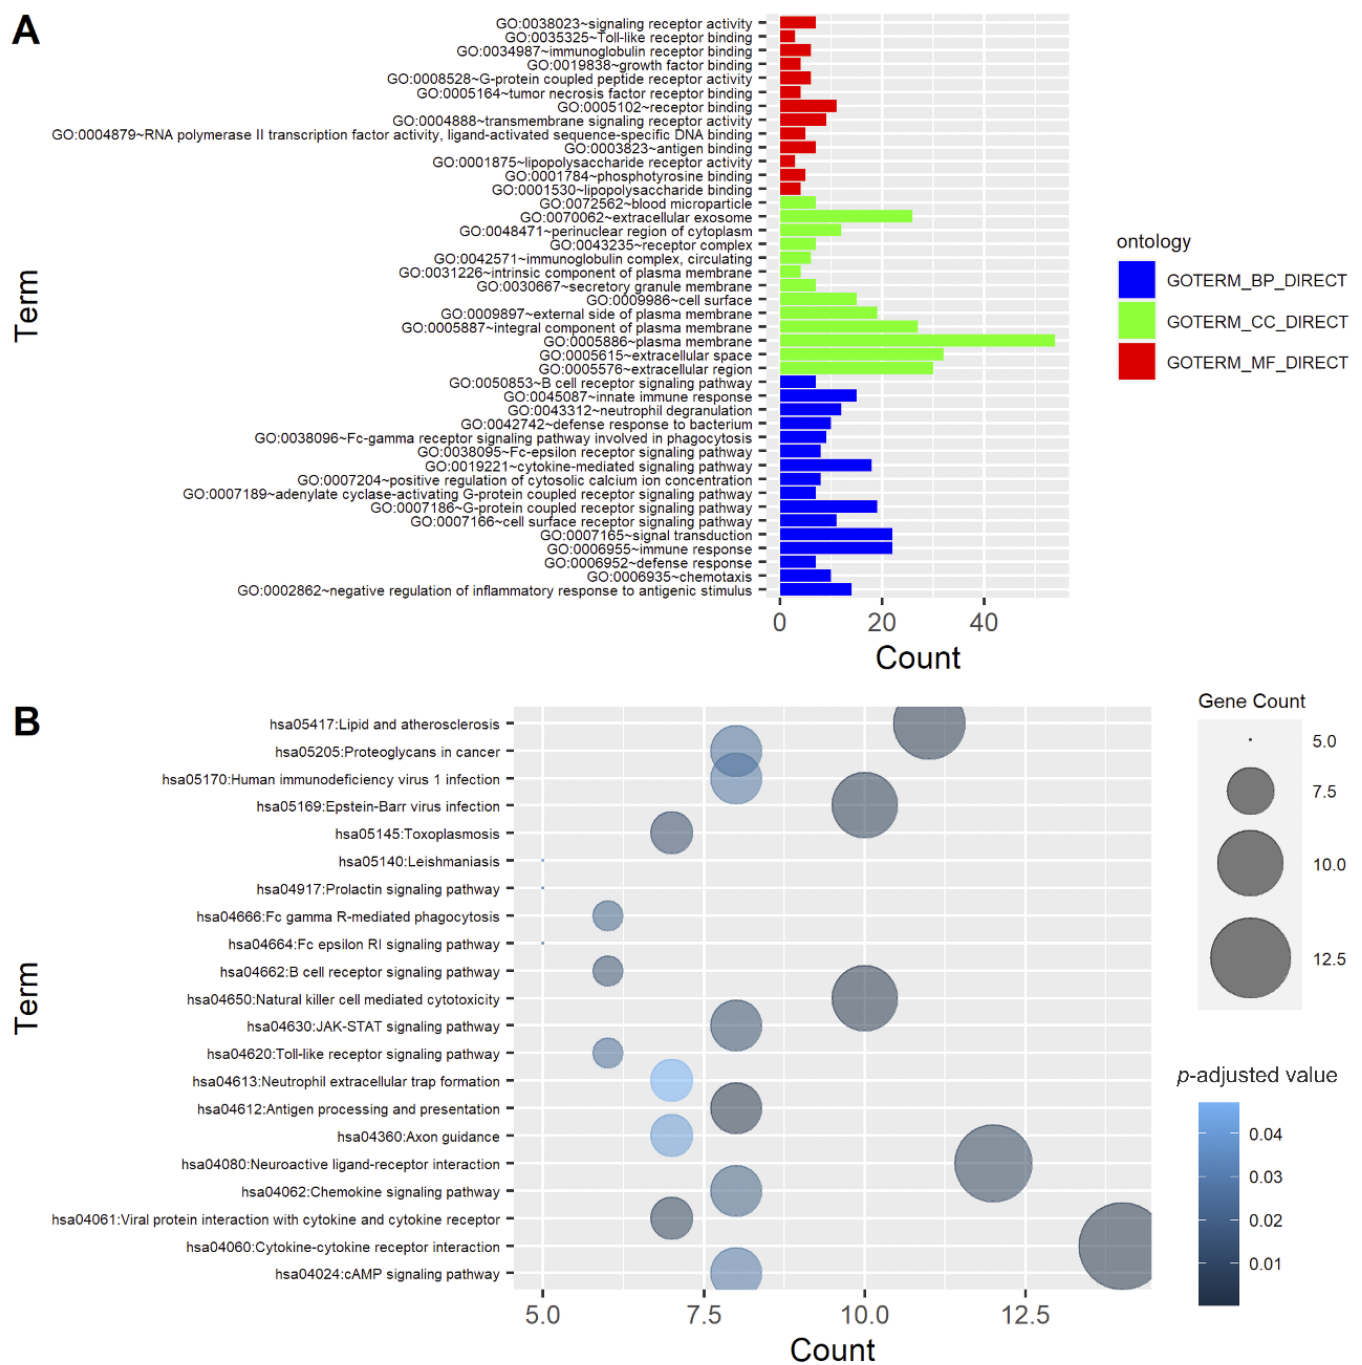 A
GO:0038023~signaling receptor activity
GO:0035325~Toll-like receptor binding
GO:0034987~immunoglobulin receptor binding
GO:0019838~growth factor binding
GO:0008528~G-protein coupled peptide receptor activity
GO:0005164~tumor necrosis factor receptor binding
GO:0005102~receptor binding
GO:0004888~transmembrane signaling receptor activity
GO:0004879~RNA polymerase II transcription factor activity, ligand-activated sequence-specific DNA binding
GO:0003823~antigen binding
GO:0001875~lipopolysaccharide receptor activity
GO:0001784~phosphotyrosine binding
GO:0001530~lipopolysaccharide binding
GO:0072562~blood microparticle
GO:0070062~extracellular exosome
GO:0048471~perinuclear region of cytoplasm
GO:0043235~receptor complex
GO:0042571~immunoglobulin complex, circulating
GO:0031226~intrinsic component of plasma membrane
GO:0030667~secretory granule membrane
GO:0009986~cell surface
GO:0009897~external side of plasma membrane
GO:0005887~integral component of plasma membrane
GO:0005886~plasma membrane
GO:0005615~extracellular space
GO:0005576~extracellular region
GO:0050853~B cell receptor signaling pathway
GO:0045087~innate immune response
GO:0043312~neutrophil degranulation
GO:0042742~defense response to bacterium
GO:0038096~Fc-gamma receptor signaling pathway involved in phagocytosis
GO:0038095~Fc-epsilon receptor signaling pathway
GO:0019221~cytokine-mediated signaling pathway
GO:0007204~positive regulation of cytosolic calcium ion concentration
GO:0007189~adenylate cyclase-activating G-protein coupled receptor signaling pathway
GO:0007186~G-protein coupled receptor signaling pathway
GO:0007166~cell surface receptor signaling pathway
GO:0007165~signal transduction
GO:0006955~immune response
GO:0006952~defense response
GO:0006935~chemotaxis
GO:0002862~negative regulation of inflammatory response to antigenic stimulus
Term
0 20 40
Count
ontology
GOTERM_BP_DIRECT
GOTERM_CC_DIRECT
GOTERM_MF_DIRECT
B
hsa05417:Lipid and atherosclerosis
hsa05205:Proteoglycans in cancer
hsa05170:Human immunodeficiency virus 1 infection
hsa05169:Epstein-Barr virus infection
hsa05145:Toxoplasmosis
hsa05140:Leishmaniasis
hsa04917:Prolactin signaling pathway
hsa04666:Fc gamma R-mediated phagocytosis
hsa04664:Fc epsilon RI signaling pathway
hsa04662:B cell receptor signaling pathway
hsa04650:Natural killer cell mediated cytotoxicity
hsa04630:JAK-STAT signaling pathway
hsa04620:Toll-like receptor signaling pathway
hsa04613:Neutrophil extracellular trap formation
hsa04612:Antigen processing and presentation
hsa04360:Axon guidance
hsa04080:Neuroactive ligand-receptor interaction
hsa04062:Chemokine signaling pathway
hsa04061:Viral protein interaction with cytokine and cytokine receptor
hsa04060:Cytokine-cytokine receptor interaction
hsa04024:cAMP signaling pathway
Term
5.0 7.5 10.0 12.5
Count
Gene Count
5.0
7.5
10.0
12.5
p-adjusted value
0.04
0.03
0.02
0.01